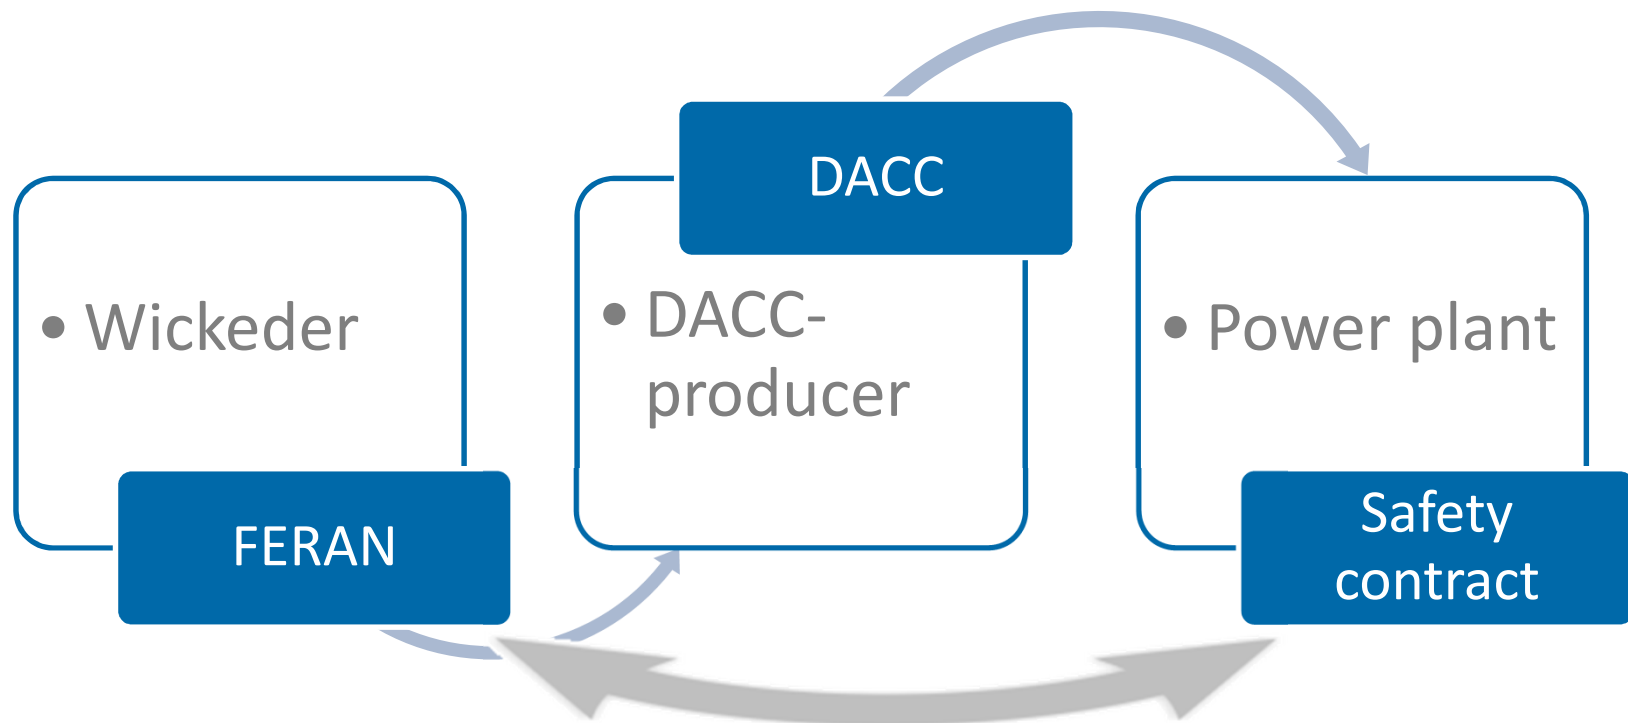 • Wickeder
FERAN
DACC
• DACC-
producer
• Power plant
Safety
contract